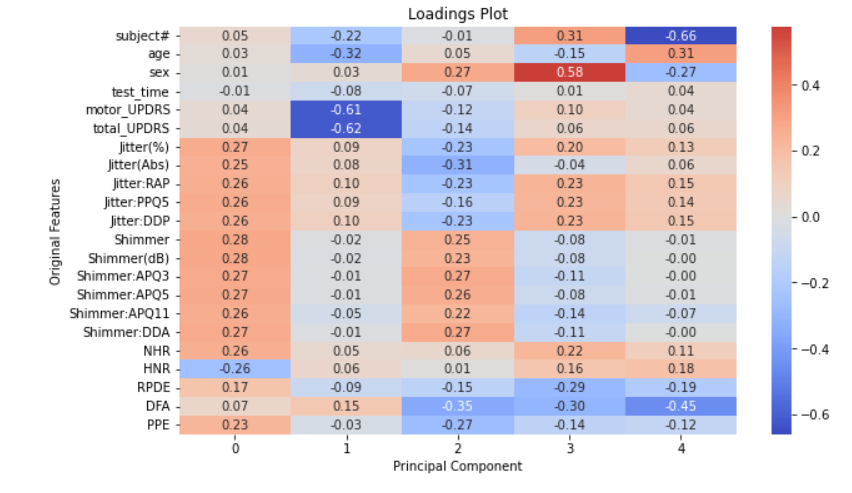 Loadings Plot
Original Features
subject# 0.05 -0.22 -0.01 0.31 -0.66
age 0.03 -0.32 0.05 -0.15 0.31
sex 0.01 0.03 0.27 0.58 -0.27
test_time -0.01 -0.08 -0.07 0.01 0.04
motor_UPDRS 0.04 -0.61 -0.12 0.10 0.04
total_UPDRS 0.04 -0.62 -0.14 0.06 0.06
Jitter(%) 0.27 0.09 -0.23 0.20 0.13
Jitter(Abs) 0.25 0.08 -0.31 -0.04 0.06
Jitter:RAP 0.26 0.10 -0.23 0.23 0.15
Jitter:PPQ5 0.26 0.09 -0.16 0.23 0.14
Jitter:DDP 0.26 0.10 -0.23 0.23 0.15
Shimmer 0.28 -0.02 0.25 -0.08 -0.01
Shimmer(dB) 0.28 -0.02 0.23 -0.08 -0.00
Shimmer:APQ3 0.27 -0.01 0.27 -0.11 -0.00
Shimmer:APQ5 0.27 -0.01 0.26 -0.08 -0.01
Shimmer:APQ11 0.26 -0.05 0.22 -0.14 -0.07
Shimmer:DDA 0.27 -0.01 0.27 -0.11 -0.00
NHR 0.26 0.05 0.06 0.22 0.11
HNR -0.26 0.06 0.01 0.16 0.18
RPDE 0.17 -0.09 -0.15 -0.29 -0.19
DFA 0.07 0.15 -0.35 -0.30 -0.45
PPE 0.23 -0.03 -0.27 -0.14 -0.12
0 1 2 3 4
Principal Component
0.4
0.2
0.0
−0.2
−0.4
−0.6